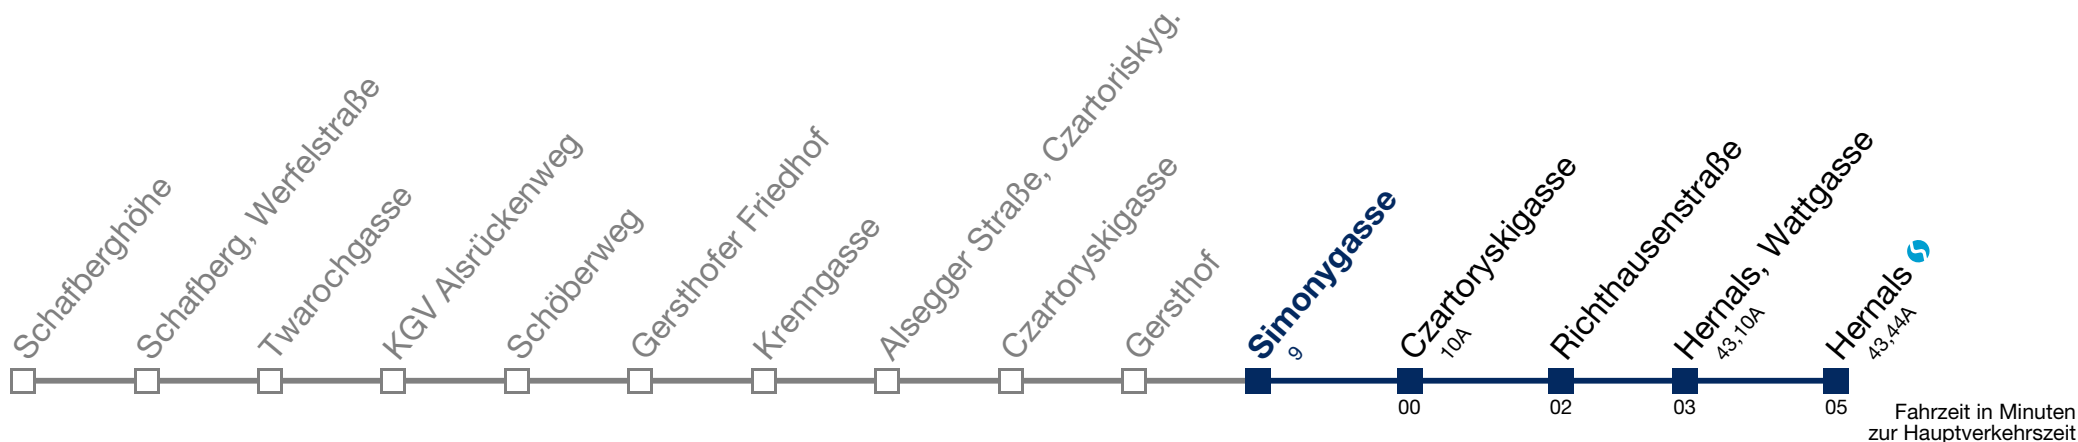 Schafberghöhe
Schafberg, Werfelstraße
Twarochgasse
KGV Alsrückenweg
Schöberweg
Gersthofer Friedhof
Krenngasse
Alsegger Straße, Czartoriskyg.
Czartoryskigasse
Gersthof
Simonygasse
9
Czartoryskigasse
10A
Richthausenstraße
Hernals, Wattgasse
43,10A
Hernals
43,44A
00
02
03
05
Fahrzeit in Minuten
zur Hauptverkehrszeit